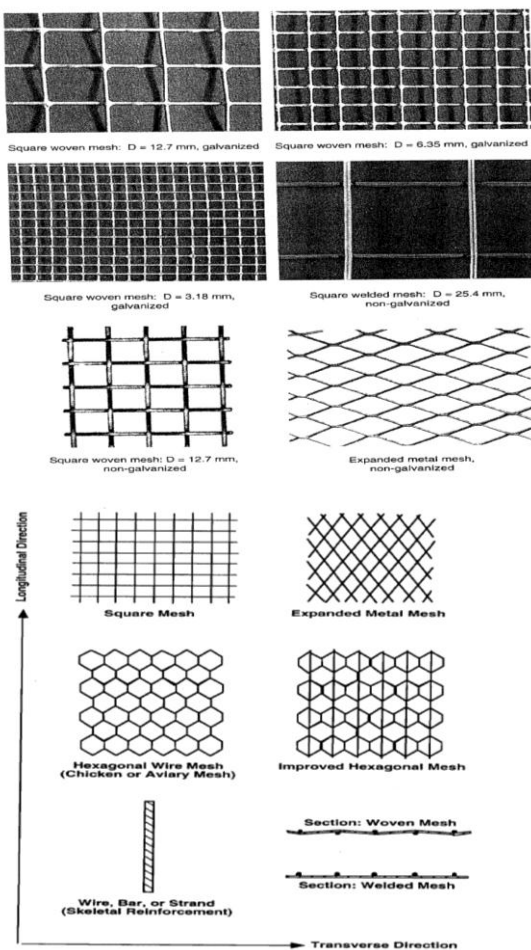 Square woven mesh: D = 12.7 mm, galvanized
Square woven mesh: D = 6.35 mm, galvanized
Square woven mesh: D = 3.18 mm,
galvanized
Square welded mesh: D = 25.4 mm,
non-galvanized
Square woven mesh: D = 12.7 mm,
non-galvanized
Expanded metal mesh,
non-galvanized
Longitudinal Direction
Square Mesh
Expanded Metal Mesh
Hexagonal Wire Mesh
(Chicken or Aviary Mesh)
Improved Hexagonal Mesh
Section: Woven Mesh
Section: Welded Mesh
Wire, Bar, or Strand
(Skeletal Reinforcement)
Transverse Direction